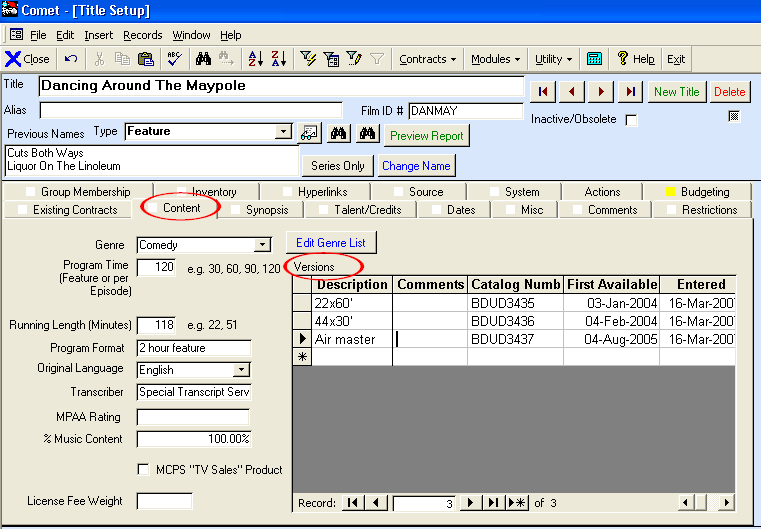 Comet - [Title Setup]
File Edit Insert Records Window Help
Close ABC A Z Z A Contracts Modules Utility ? Help Exit
Title Dancing Around The Maypole New Title Delete
Alias Film ID # DANMAY Inactive/Obsolete
Previous Names Type Feature Preview Report
Cuts Both Ways
Liquor On The Linoleum
Series Only Change Name
Group Membership Inventory Hyperlinks Source System Actions Budgeting
Existing Contracts Content Synopsis Talent/Credits Dates Misc Comments Restrictions
Genre Comedy Edit Genre List
Program Time (Feature or per Episode) 120 e.g. 30, 60, 90, 120
Running Length (Minutes) 118 e.g. 22, 51
Program Format 2 hour feature
Original Language English
Transcriber Special Transcript Serv
MPAA Rating
% Music Content 100.00%
MCPS "TV Sales" Product
License Fee Weight
Versions
Description Comments Catalog Numb First Available Entered
22x60' BDUD3435 03-Jan-2004 16-Mar-200
44x30' BDUD3436 04-Feb-2004 16-Mar-200
Air master BDUD3437 04-Aug-2005 16-Mar-200
Record: 3 of 3